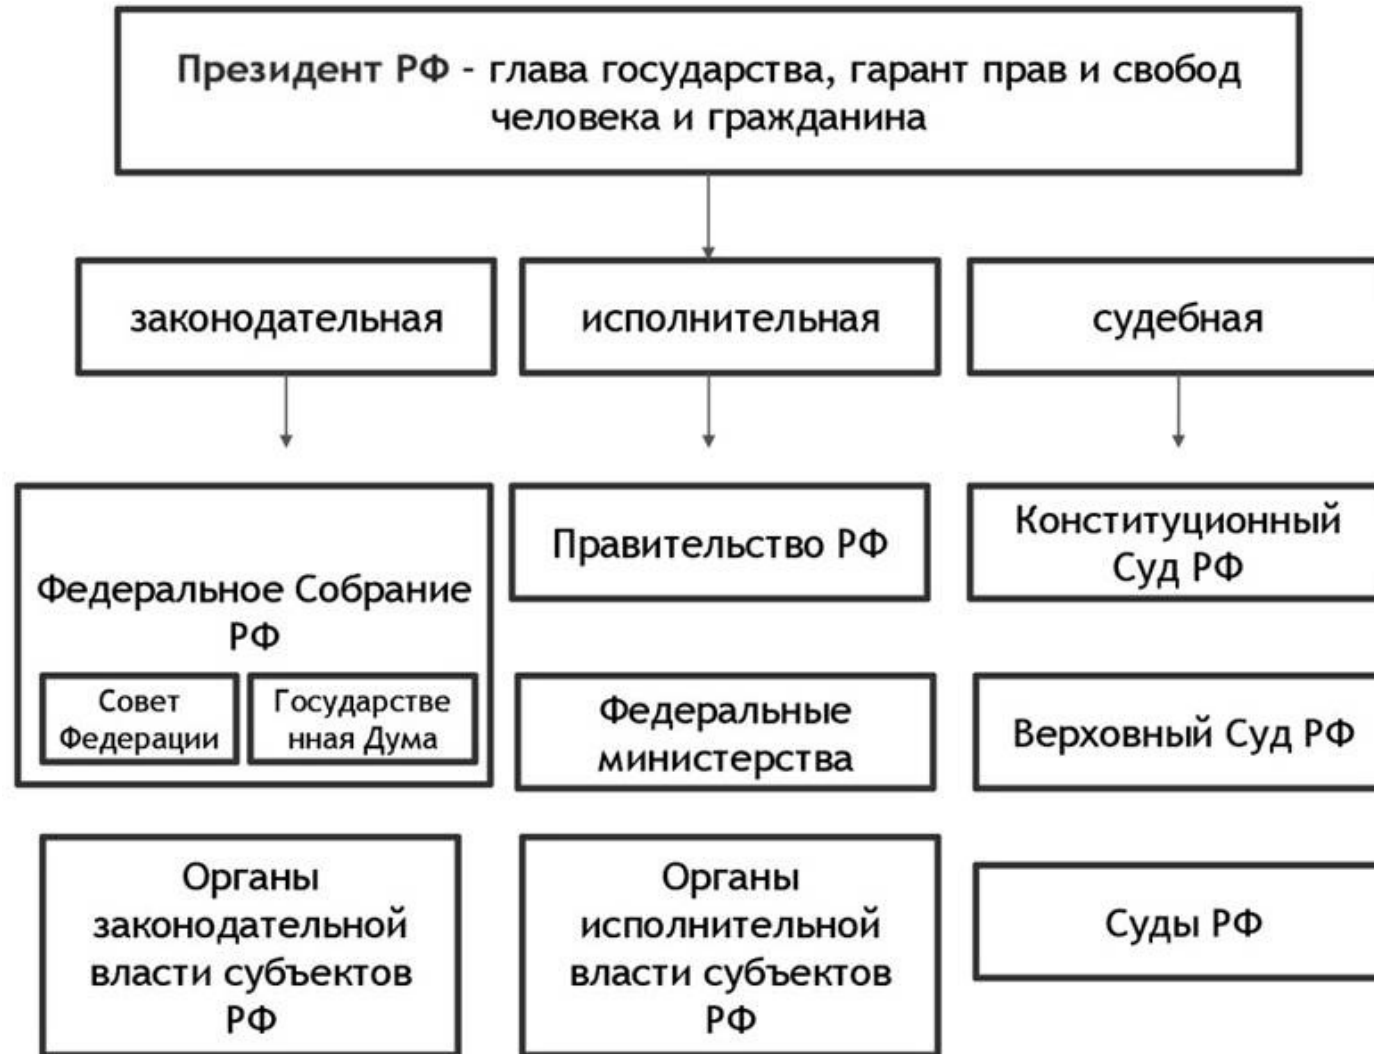 Президент РФ - глава государства, гарант прав и свобод
человека и гражданина
законодательная
исполнительная
судебная
Федеральное Собрание
РФ
Совет
Федерации
Государстве
нная Дума
Органы
законодательной
власти субъектов
РФ
Правительство РФ
Федеральные
министерства
Органы
исполнительной
власти субъектов
РФ
Конституционный
Суд РФ
Верховный Суд РФ
Суды РФ